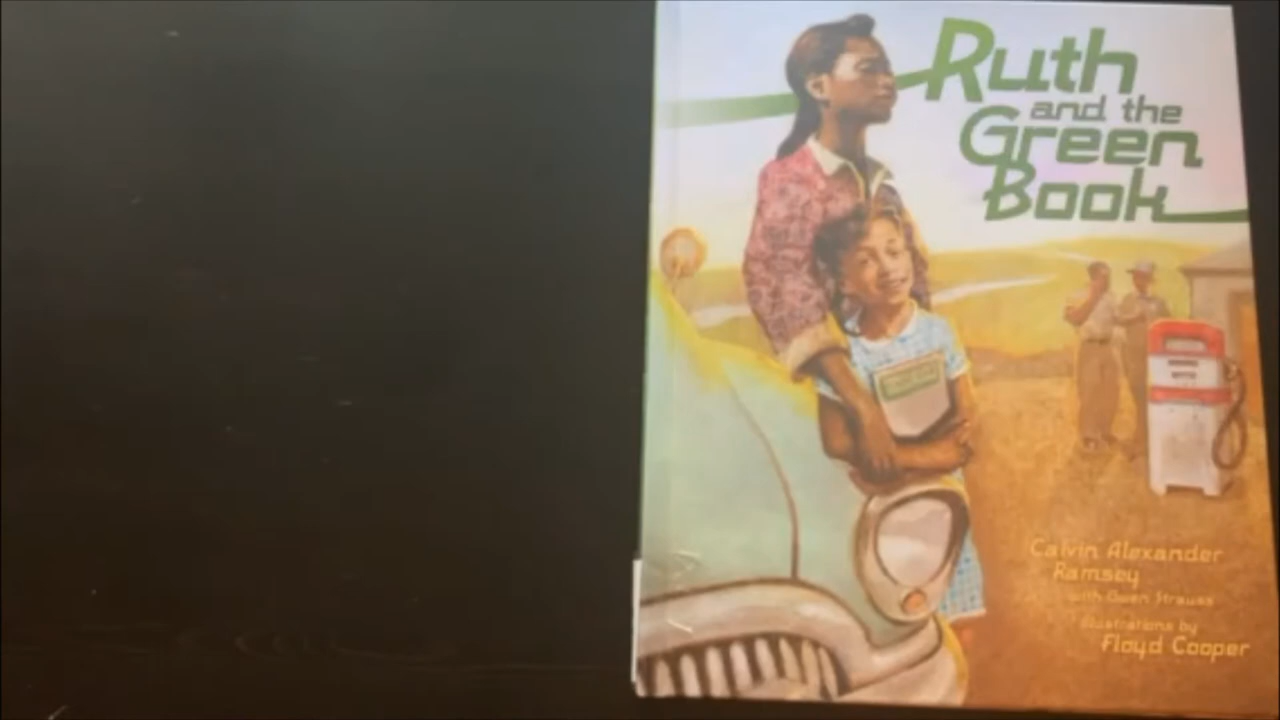 Ruth
and the
Green
Book
Calvin Alexander
Ramsey
with Gwen Strauss
illustrations by
Floyd Cooper